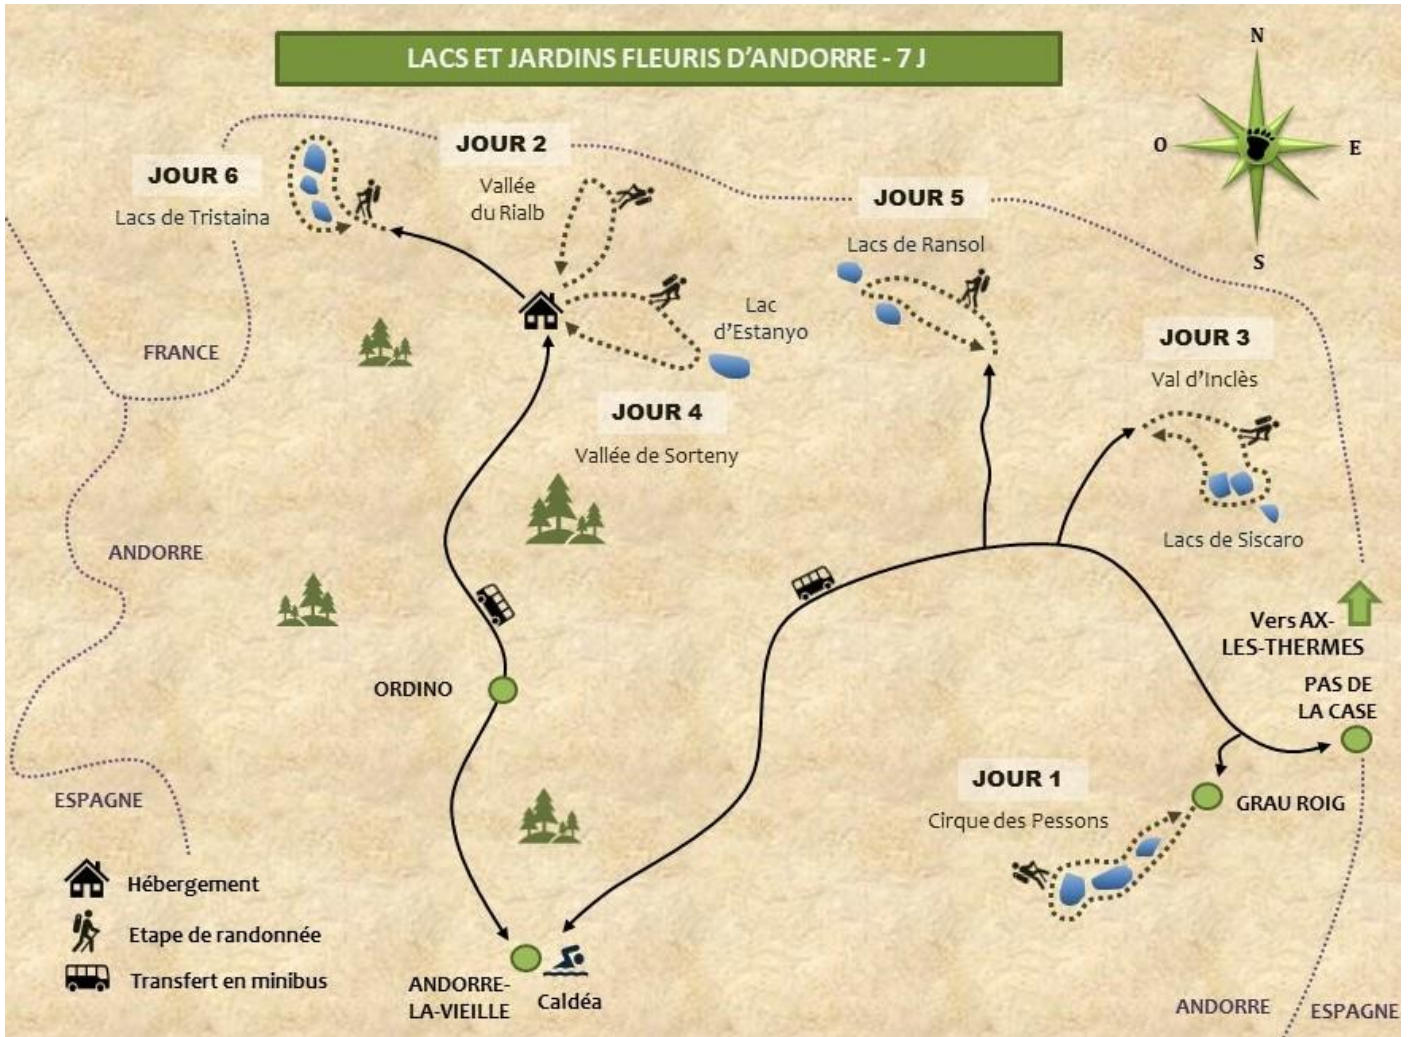 LACS ET JARDINS FLEURIS D'ANDORRE - 7 J
N
O
E
S
JOUR 6
Lacs de Tristaina
JOUR 2
Vallée
du Rialb
JOUR 5
Lacs de Ransol
Lac
d'Estanyo
JOUR 3
Val d'Inclès
FRANCE
JOUR 4
Vallée de Sorteny
Lacs de Siscaro
ANDORRE
Vers AX-
LES-THERMES
ORDINO
PAS DE
LA CASE
JOUR 1
Cirque des Pessons
GRAU ROIG
ESPAGNE
Hébergement
Etape de randonnée
Transfert en minibus
ANDORRE-
LA-VIEILLE
Caldéa
ANDORRE
ESPAGNE